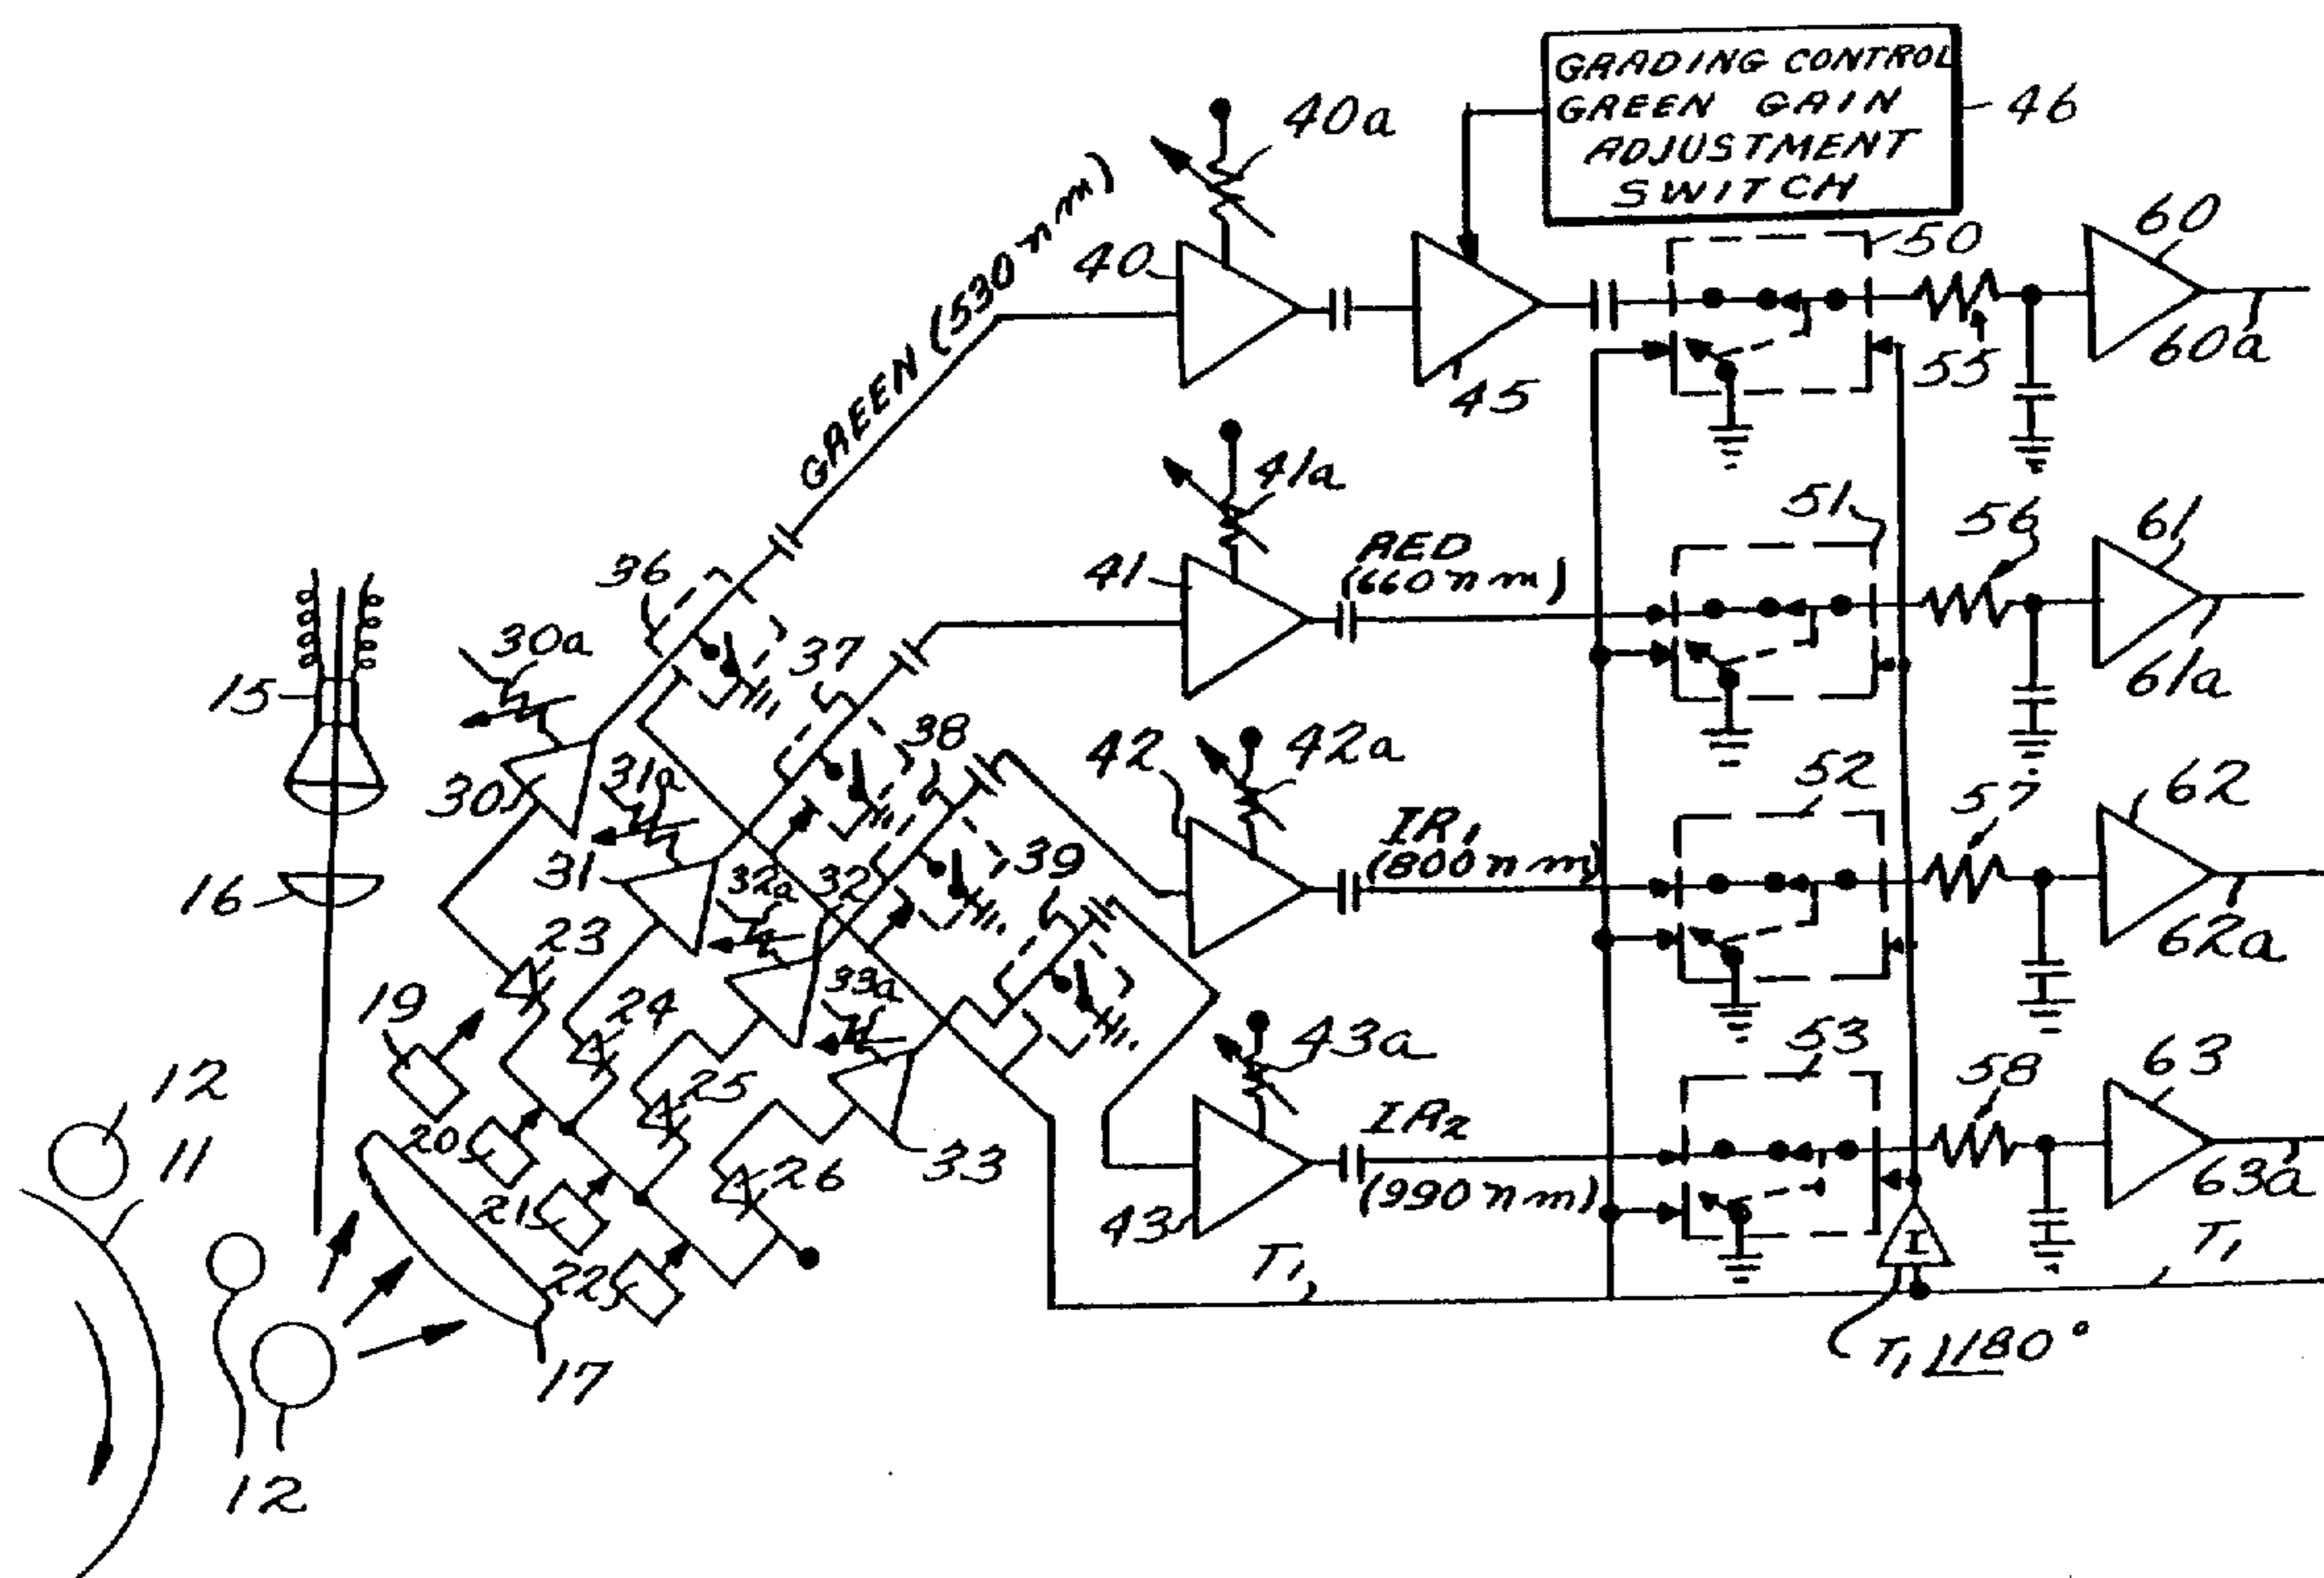 GRADING CONTROL
GREEN GAIN
ADJUSTMENT
SWITCH
46
40a
GREEN (530 nm)
40
45
50
55
60
60a
41a
41
RED
(660 nm)
51
56
61
61a
36
37
38
39
30a
30
31a
31
32a
32
33a
33
15
16
42
42a
IR1
(800 nm)
52
57
62
62a
23
24
25
26
19
20
21
22
12
11
17
12
43a
43
IR2
(990 nm)
53
58
63
63a
T1
I
T1
T1 ∠180°